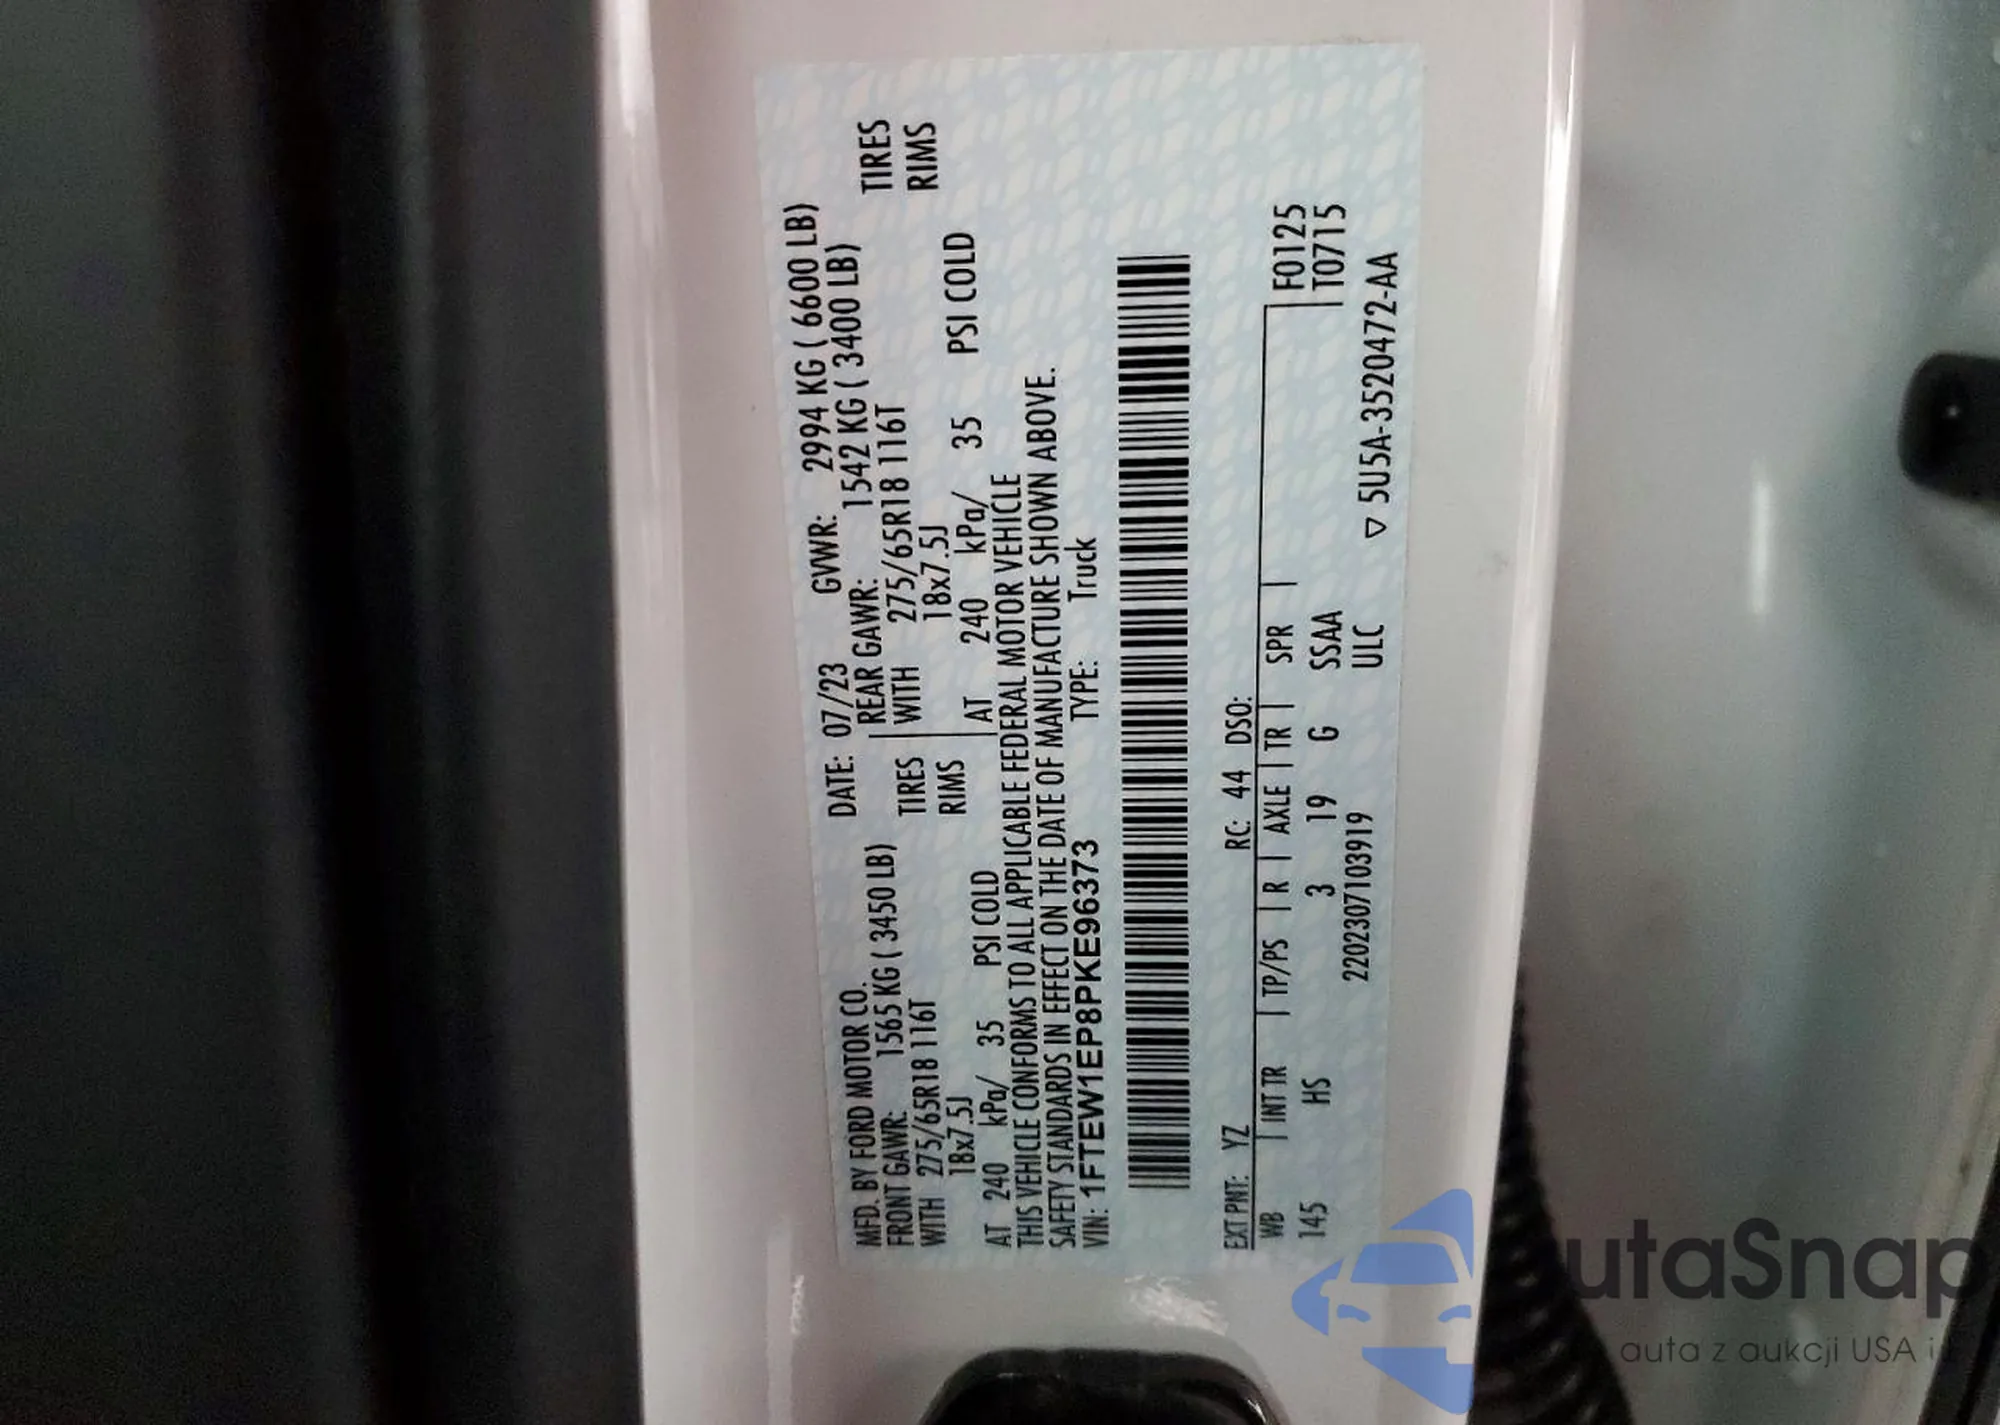 MFD. BY FORD MOTOR CO. DATE: 07/23 GVWR: 2994 KG ( 6600 LB)
FRONT GAWR: 1565 KG ( 3450 LB) REAR GAWR: 1542 KG ( 3400 LB)
WITH 275/65R18 116T TIRES WITH 275/65R18 116T TIRES
18x7.5J RIMS 18x7.5J RIMS
AT 240 kPa/ 35 PSI COLD AT 240 kPa/ 35 PSI COLD
THIS VEHICLE CONFORMS TO ALL APPLICABLE FEDERAL MOTOR VEHICLE
SAFETY STANDARDS IN EFFECT ON THE DATE OF MANUFACTURE SHOWN ABOVE.
VIN: 1FTEW1EP8PKE96373 TYPE: Truck
EXT PNT: YZ RC: 44 DSO:
WB INT TR TP/PS R AXLE TR SPR F0125
145 HS 3 19 G SSAA T0715
2202307103919 ULC
▽ 5U5A-3520472-AA
utaSnap
auta z aukcji USA i